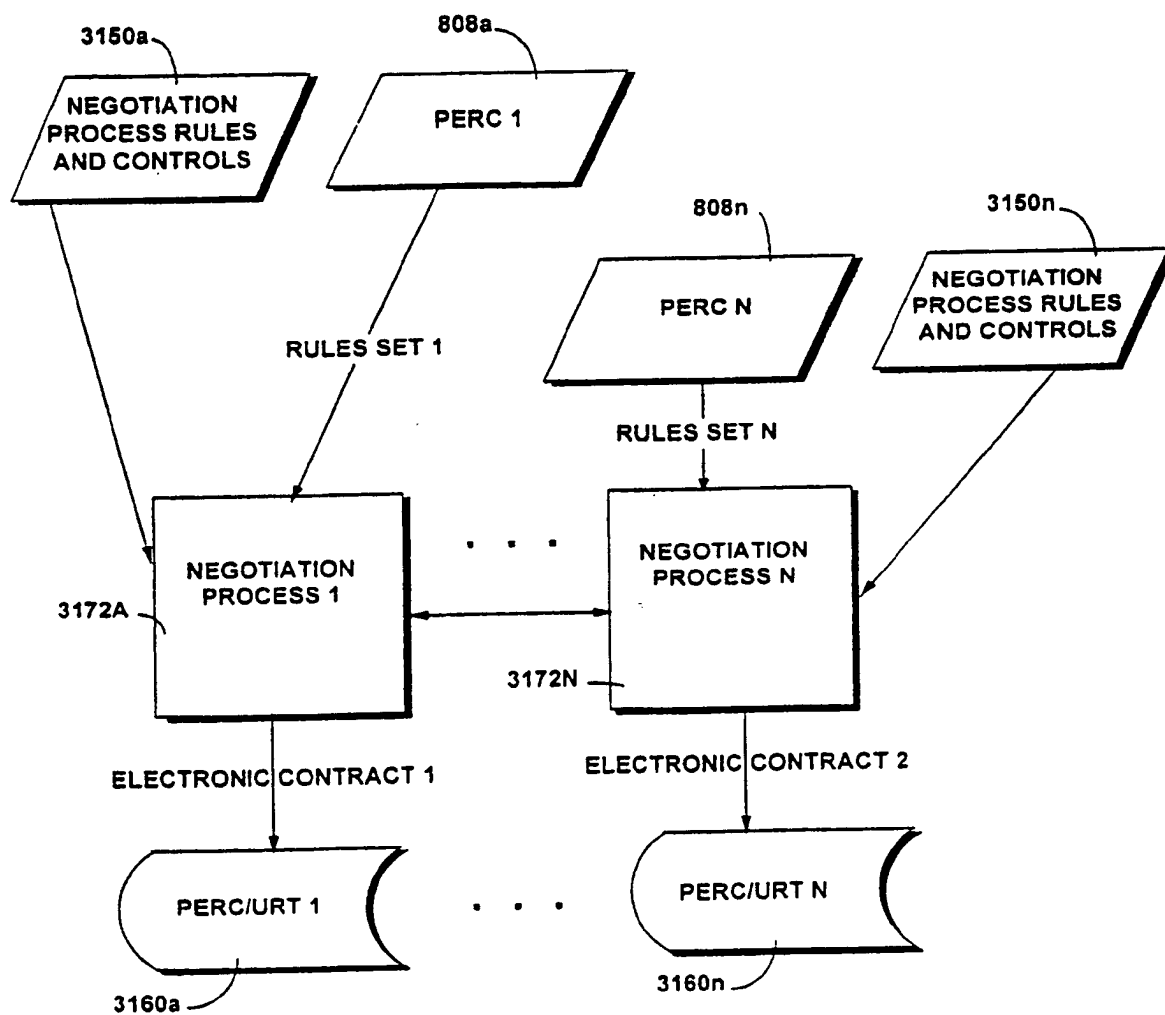 3150a
808a
NEGOTIATION
PROCESS RULES
AND CONTROLS
PERC 1
808n
3150n
PERC N
NEGOTIATION
PROCESS RULES
AND CONTROLS
RULES SET 1
RULES SET N
NEGOTIATION
PROCESS 1
. . .
NEGOTIATION
PROCESS N
3172A
3172N
ELECTRONIC CONTRACT 1
ELECTRONIC CONTRACT 2
PERC/URT 1
. . .
PERC/URT N
3160a
3160n